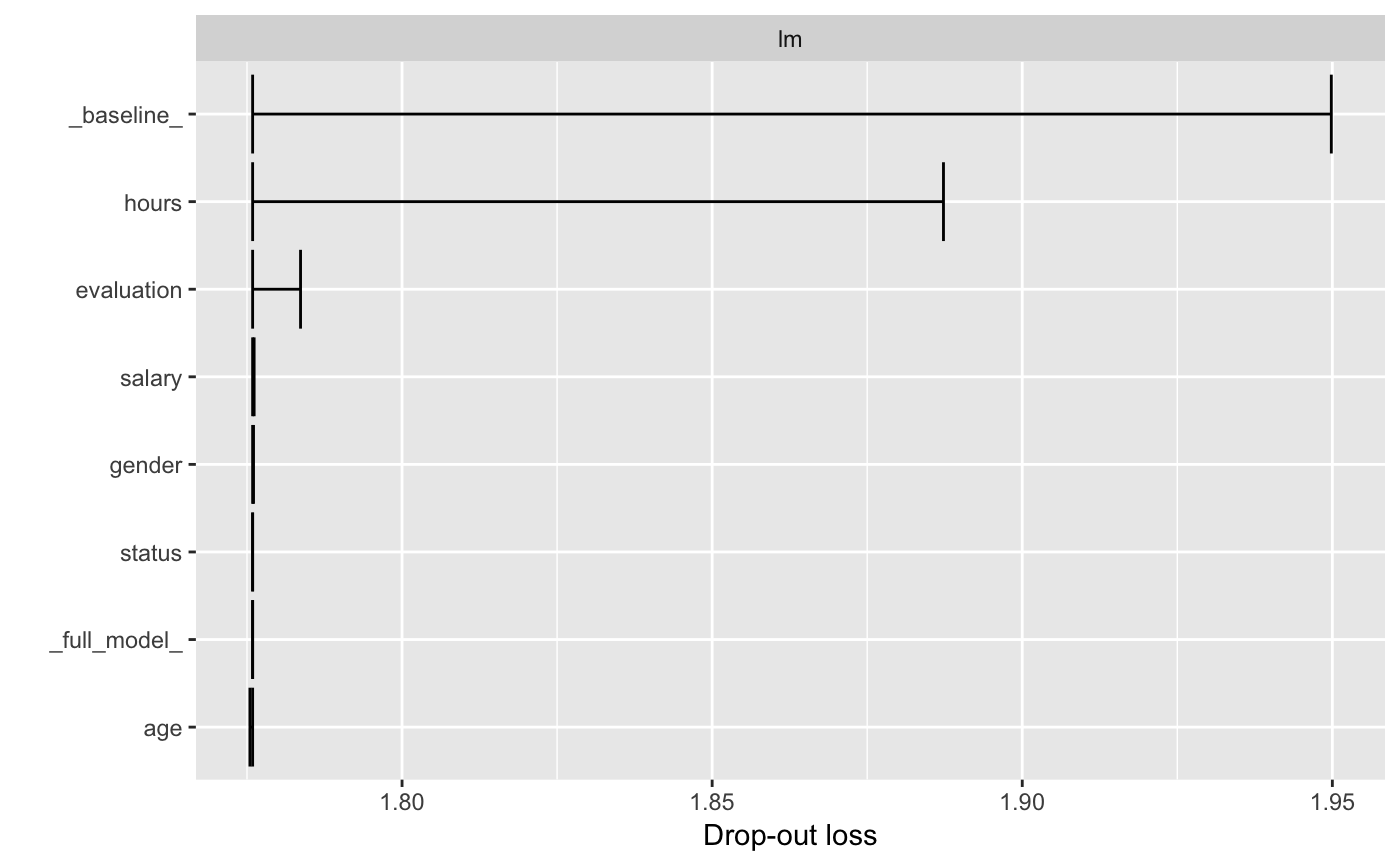 lm
_baseline_
hours
evaluation
salary
gender
status
_full_model_
age
1.80 1.85 1.90 1.95
Drop-out loss